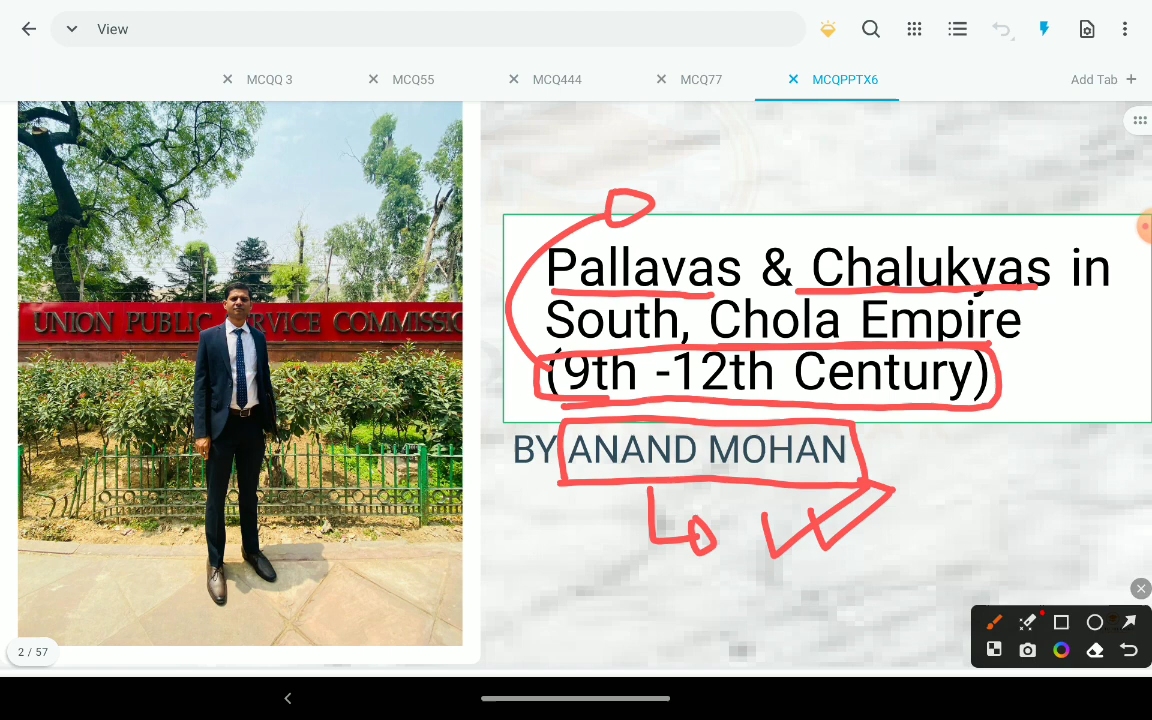 View
MCQQ 3
MCQ55
MCQ444
MCQ77
MCQPPTX6
Add Tab +
UNION PUBLIC RVICE COMMISSIO
Pallavas & Chalukyas in
South, Chola Empire
(9th -12th Century)
BY ANAND MOHAN
2 / 57